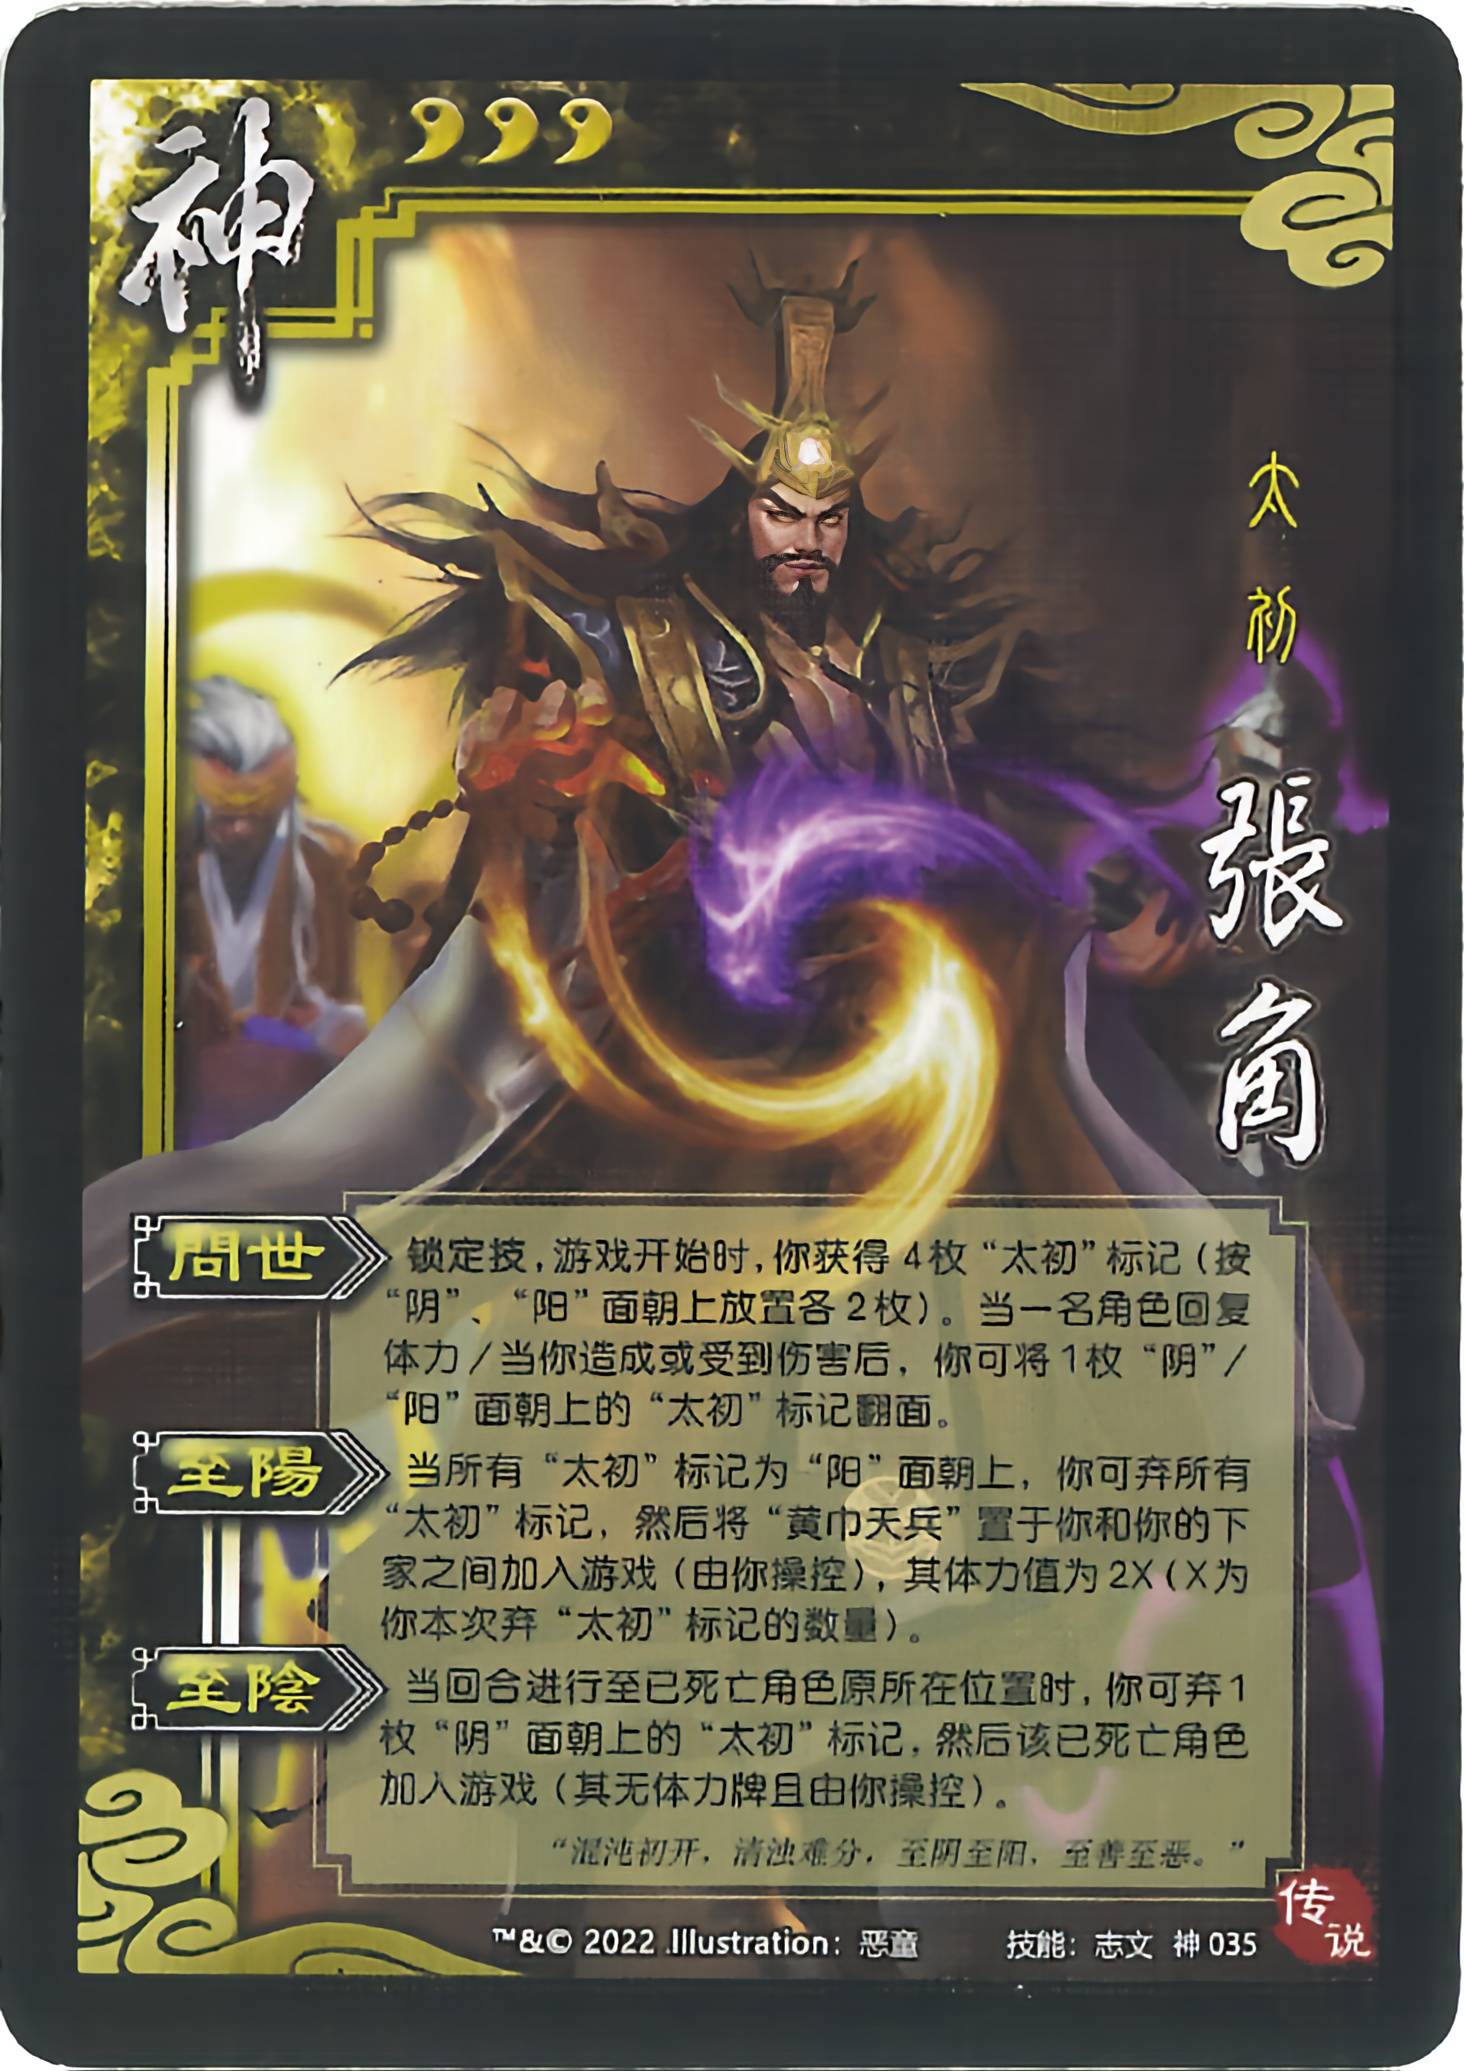 神
太初
張角
問世
锁定技,游戏开始时,你获得 4枚“太初”标记（按
“阴”、“阳”面朝上放置各2枚）。当一名角色回复
体力/当你造成或受到伤害后，你可将1枚“阴”/
“阳”面朝上的“太初”标记翻面。
至陽
当所有“太初”标记为“阳”面朝上，你可弃所有
“太初”标记，然后将“黄巾天兵”置于你和你的下
家之间加入游戏（由你操控），其体力值为2X（X为
你本次弃“太初”标记的数量）。
至陰
当回合进行至已死亡角色原所在位置时，你可弃1
枚“阴”面朝上的“太初”标记，然后该已死亡角色
加入游戏（其无体力牌且由你操控）。
“混沌初开，清浊难分，至阴至阳，至善至恶。”
™&© 2022 .Illustration：恶童 技能：志文 神 035
传说